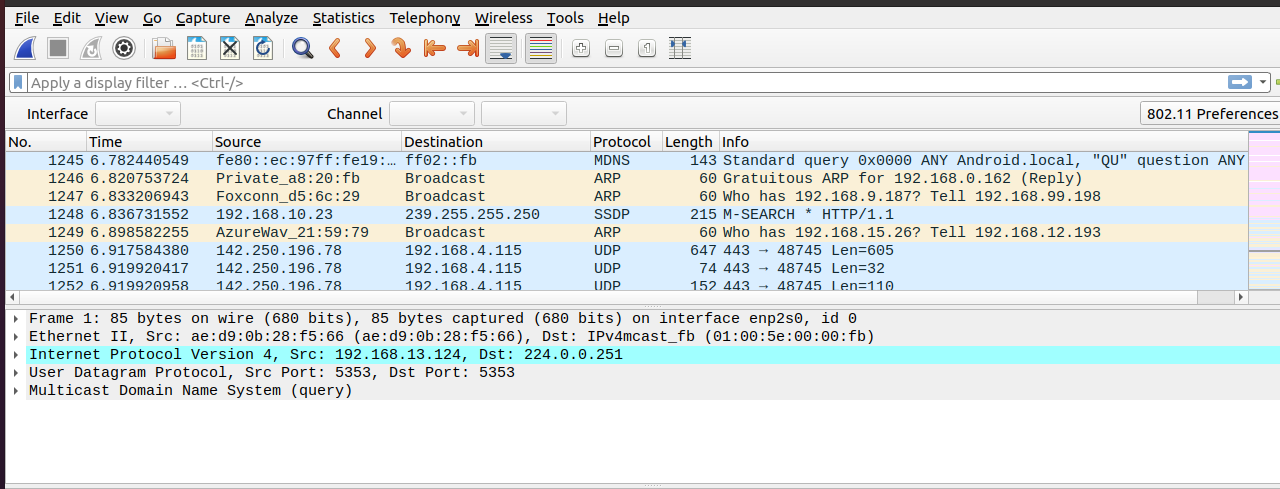 File Edit View Go Capture Analyze Statistics Telephony Wireless Tools Help
Apply a display filter … <Ctrl-/>
Interface Channel 802.11 Preferences
No. Time Source Destination Protocol Length Info
1245 6.782440549 fe80::ec:97ff:fe19:… ff02::fb MDNS 143 Standard query 0x0000 ANY Android.local, "QU" question ANY
1246 6.820753724 Private_a8:20:fb Broadcast ARP 60 Gratuitous ARP for 192.168.0.162 (Reply)
1247 6.833206943 Foxconn_d5:6c:29 Broadcast ARP 60 Who has 192.168.9.187? Tell 192.168.99.198
1248 6.836731552 192.168.10.23 239.255.255.250 SSDP 215 M-SEARCH * HTTP/1.1
1249 6.898582255 AzureWav_21:59:79 Broadcast ARP 60 Who has 192.168.15.26? Tell 192.168.12.193
1250 6.917584380 142.250.196.78 192.168.4.115 UDP 647 443 → 48745 Len=605
1251 6.919920417 142.250.196.78 192.168.4.115 UDP 74 443 → 48745 Len=32
1252 6.919920958 142.250.196.78 192.168.4.115 UDP 152 443 → 48745 Len=110
Frame 1: 85 bytes on wire (680 bits), 85 bytes captured (680 bits) on interface enp2s0, id 0
Ethernet II, Src: ae:d9:0b:28:f5:66 (ae:d9:0b:28:f5:66), Dst: IPv4mcast_fb (01:00:5e:00:00:fb)
Internet Protocol Version 4, Src: 192.168.13.124, Dst: 224.0.0.251
User Datagram Protocol, Src Port: 5353, Dst Port: 5353
Multicast Domain Name System (query)